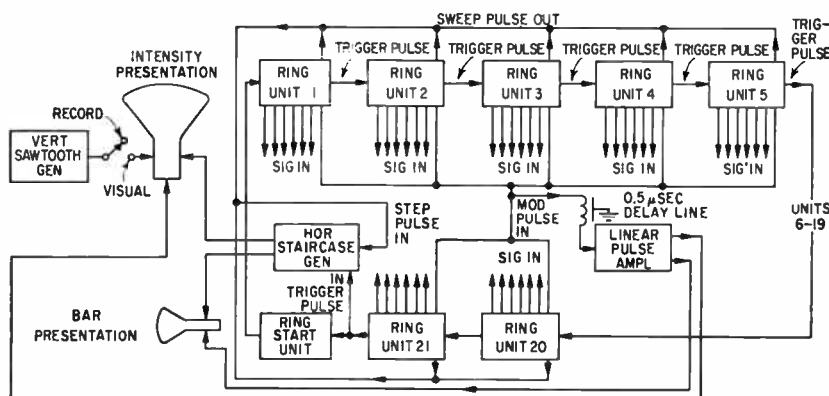 SWEEP PULSE OUT
TRIG-
GER
PULSE
INTENSITY
PRESENTATION
TRIGGER PULSE
TRIGGER PULSE
TRIGGER PULSE
TRIGGER PULSE
RING
UNIT 1
RING
UNIT 2
RING
UNIT 3
RING
UNIT 4
RING
UNIT 5
RECORD
VERT
SAWTOOTH
GEN
VISUAL
SIG IN
SIG IN
SIG IN
SIG IN
SIG'IN
STEP
PULSE
IN
MOD
PULSE
IN
0.5 μSEC
DELAY LINE
UNITS
6-19
HOR
STAIRCASE
GEN
SIG IN
LINEAR
PULSE
AMPL
IN
TRIGGER
PULSE
BAR
PRESENTATION
RING
START
UNIT
RING
UNIT 21
RING
UNIT 20